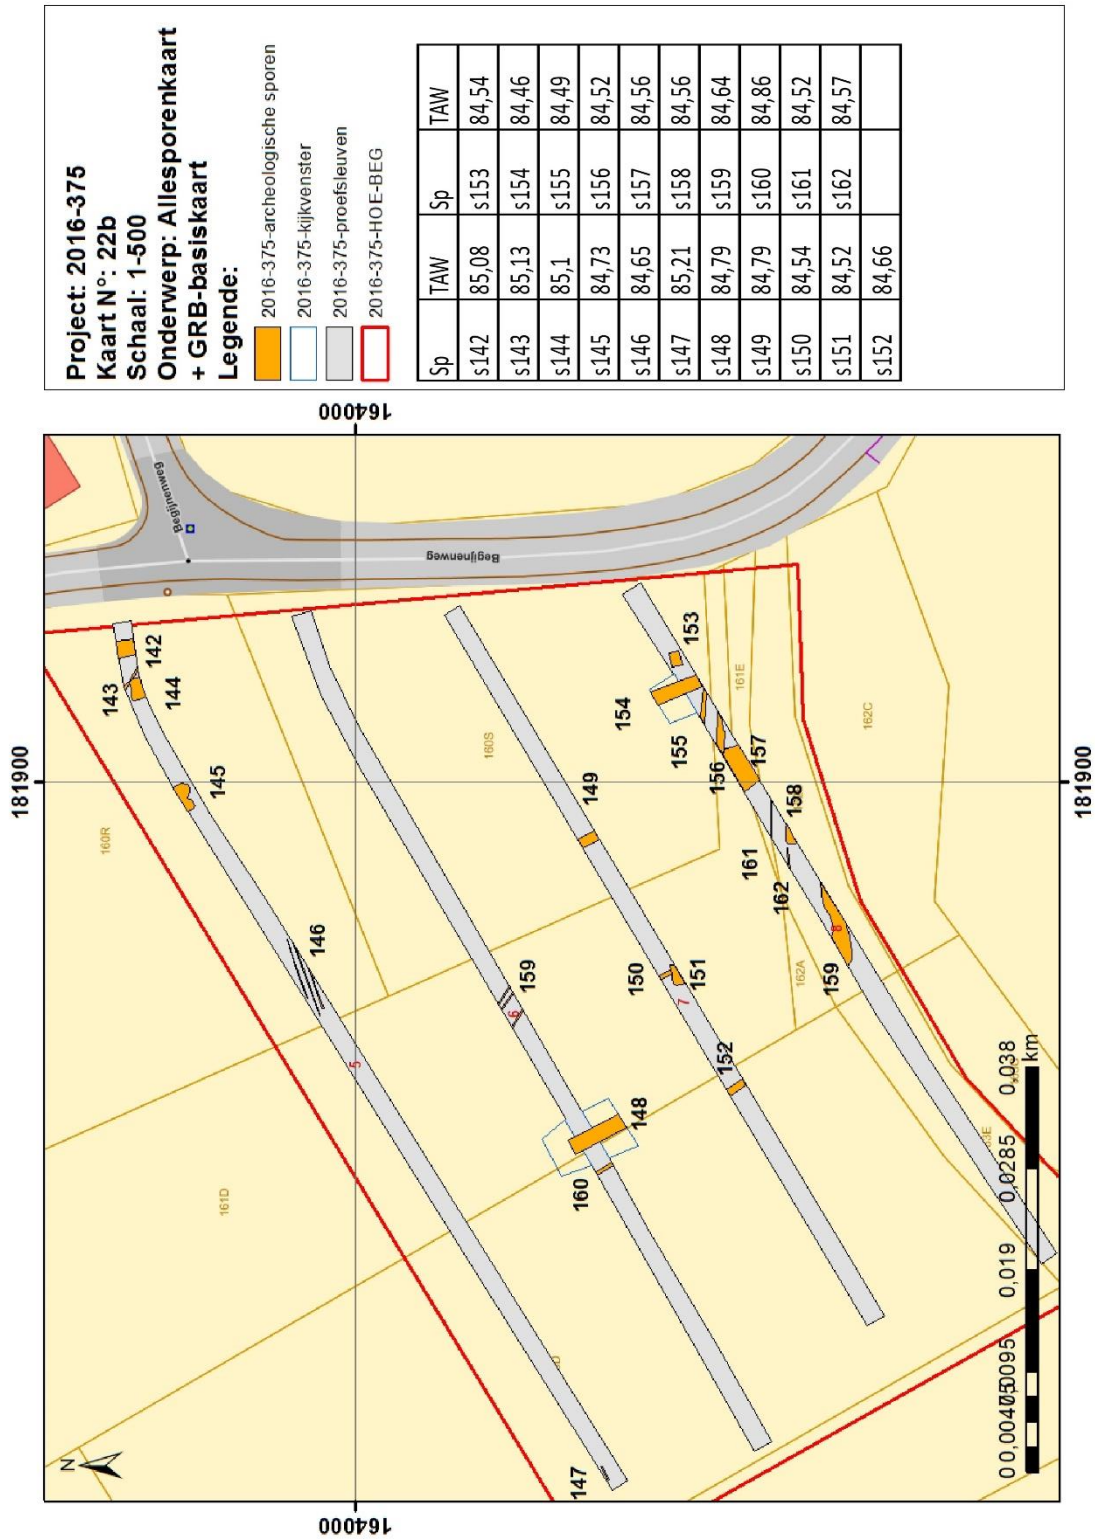 Project: 2016-375
Kaart N°: 22b
Schaal: 1-500
Onderwerp: Allesporenkaart
+ GRB-basiskaart
Legende:
2016-375-archeologische sporen
2016-375-kijkvenster
2016-375-proefsleuven
2016-375-HOE-BEG
Sp TAW Sp TAW
s142 85,08 s153 84,54
s143 85,13 s154 84,46
s144 85,1 s155 84,49
s145 84,73 s156 84,52
s146 84,65 s157 84,56
s147 85,21 s158 84,56
s148 84,79 s159 84,64
s149 84,79 s160 84,86
s150 84,54 s161 84,52
s151 84,52 s162 84,57
s152 84,66
181900
164000
N
Begijnenweg
Begijnenweg
160R
161D
160S
161E
162C
162A
142
143
144
145
146
5
147
159
6
148
160
149
150
151
7
152
153
154
155
156
157
158
161
162
159
8
0 0,00475 0,0095 0,019 0,0285 0,038
km
164000
181900